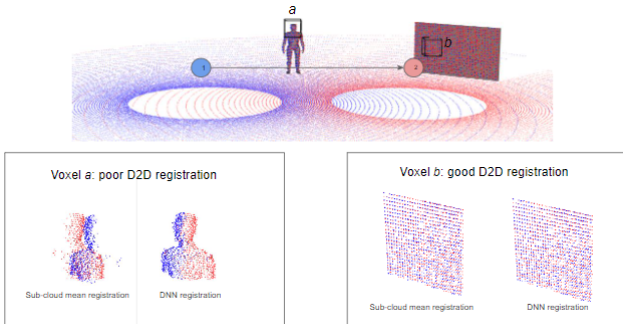 a
b
1
2
Voxel a: poor D2D registration
Sub-cloud mean registration
DNN registration
Voxel b: good D2D registration
Sub-cloud mean registration
DNN registration